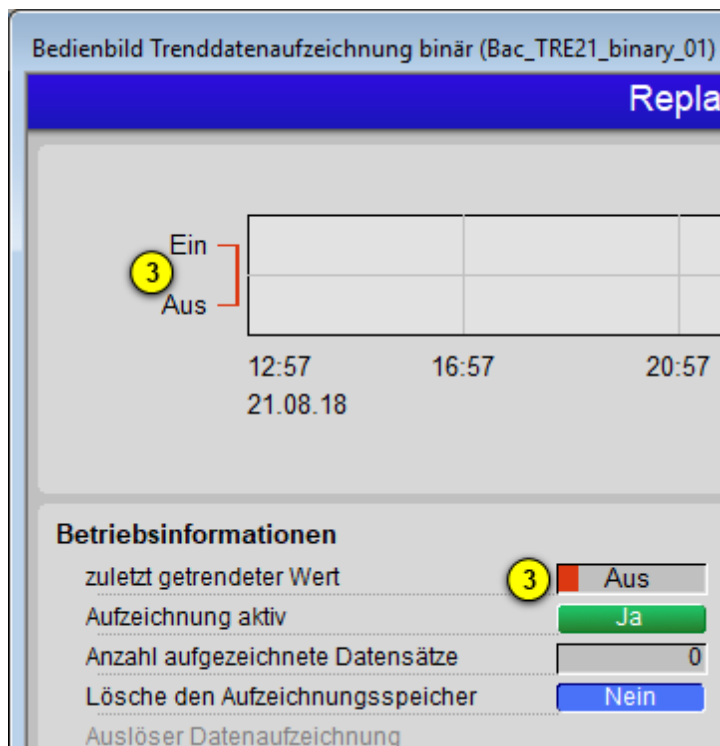 Bedienbild Trenddatenaufzeichnung binär (Bac_TRE21_binary_01)
Repla
Ein
3
Aus
12:57 16:57 20:57
21.08.18
Betriebsinformationen
zuletzt getrendeter Wert 3 Aus
Aufzeichnung aktiv Ja
Anzahl aufgezeichnete Datensätze 0
Lösche den Aufzeichnungsspeicher Nein
Auslöser Datenaufzeichnung